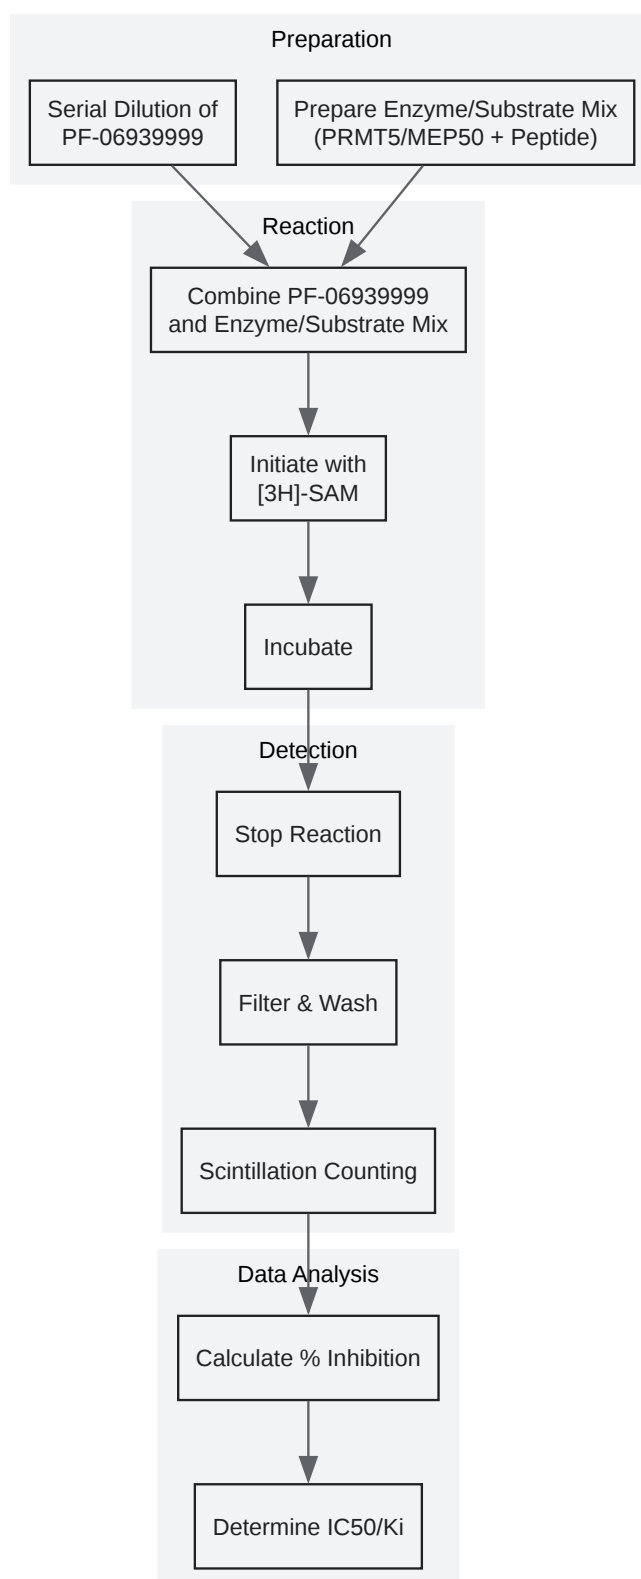 Preparation
Serial Dilution of
PF-06939999
Prepare Enzyme/Substrate Mix
(PRMT5/MEP50 + Peptide)
Reaction
Combine PF-06939999
and Enzyme/Substrate Mix
Initiate with
[3H]-SAM
Incubate
Detection
Stop Reaction
Filter & Wash
Scintillation Counting
Data Analysis
Calculate % Inhibition
Determine IC50/Ki